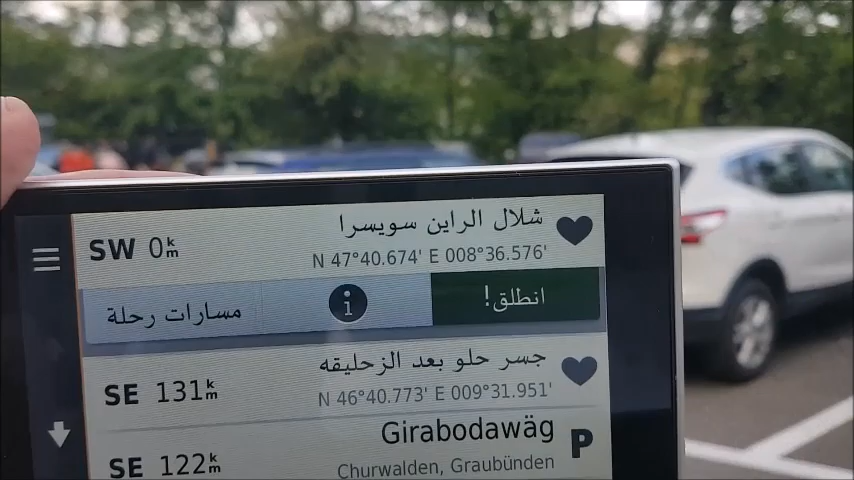 شلال الراين سويسرا
SW 0km
N 47°40.674' E 008°36.576'
انطلق!
i
مسارات رحلة
جسر حلو بعد الزحليقه
SE 131km
N 46°40.773' E 009°31.951'
Girabodawäg
P
SE 122km
Churwalden, Graubünden